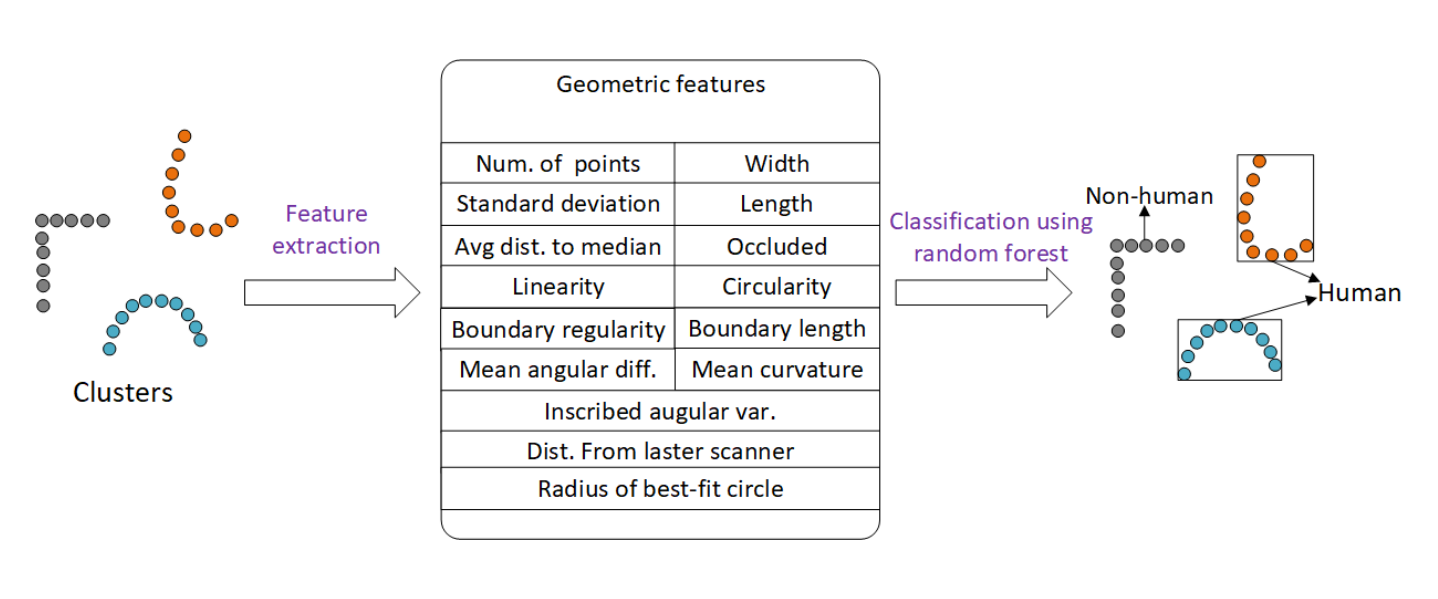 Clusters
Feature
extraction
Geometric features
Num. of points
Width
Standard deviation
Length
Avg dist. to median
Occluded
Linearity
Circularity
Boundary regularity
Boundary length
Mean angular diff.
Mean curvature
Inscribed augular var.
Dist. From laster scanner
Radius of best-fit circle
Classification using
random forest
Non-human
Human